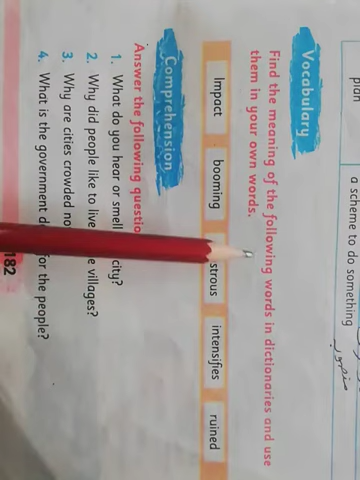 plan
a scheme to do something
Vocabulary
Find the meaning of the following words in dictionaries and use
them in your own words.
Impact booming strous intensifies ruined
Comprehension
Answer the following questio
1. What do you hear or smell city?
2. Why did people like to live e villages?
3. Why are cities crowded no
4. What is the government d for the people?
182